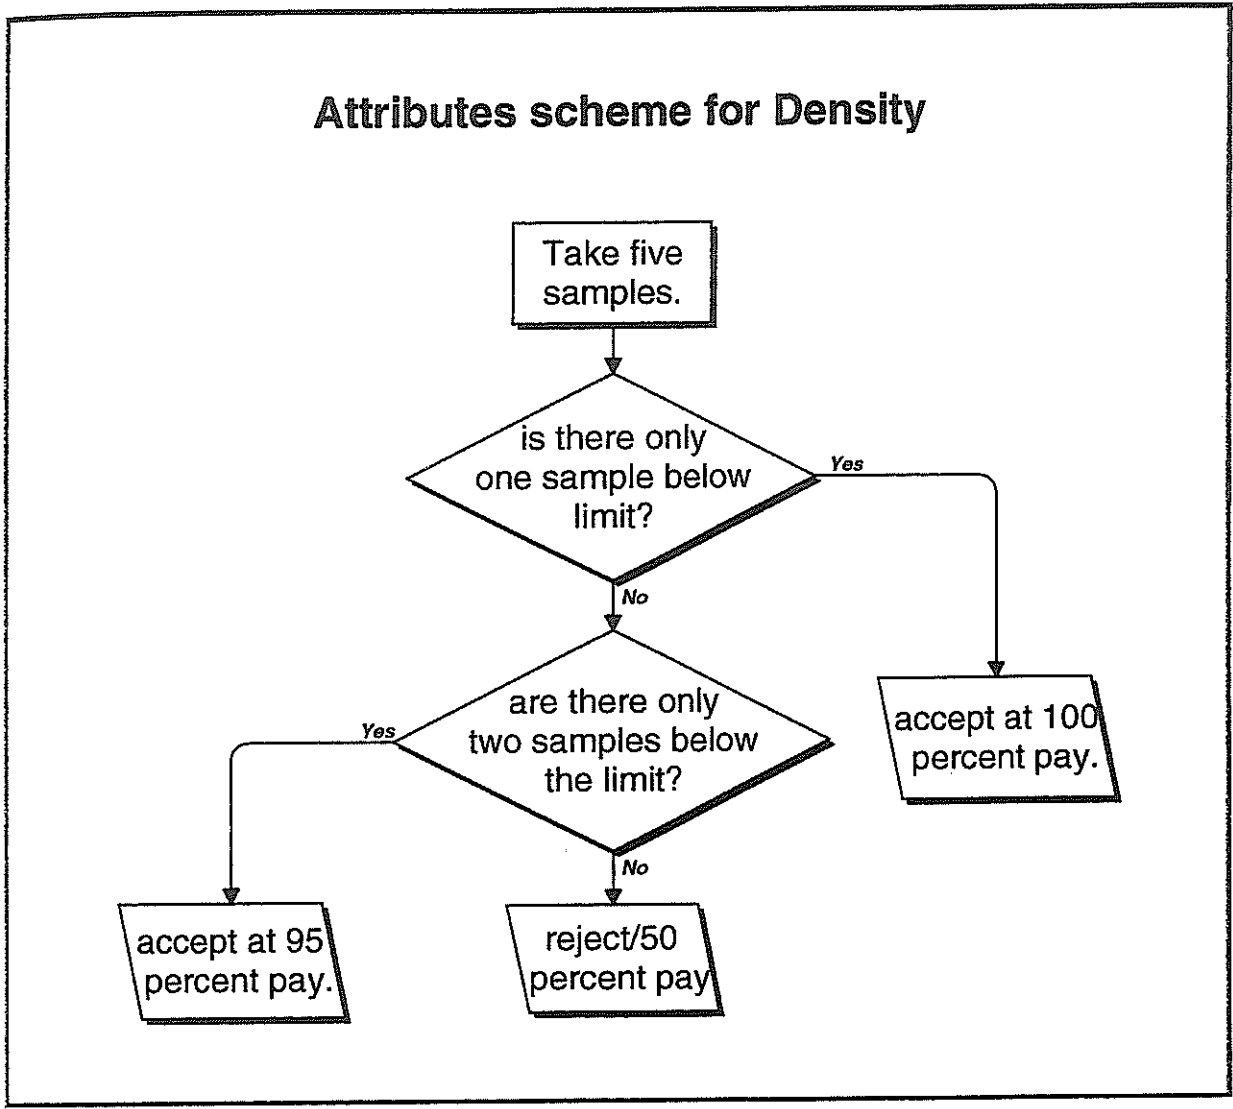 Attributes scheme for Density
Take five
samples.
is there only
one sample below
limit?
Yes
No
are there only
two samples below
the limit?
Yes
No
accept at 100
percent pay.
accept at 95
percent pay.
reject/50
percent pay